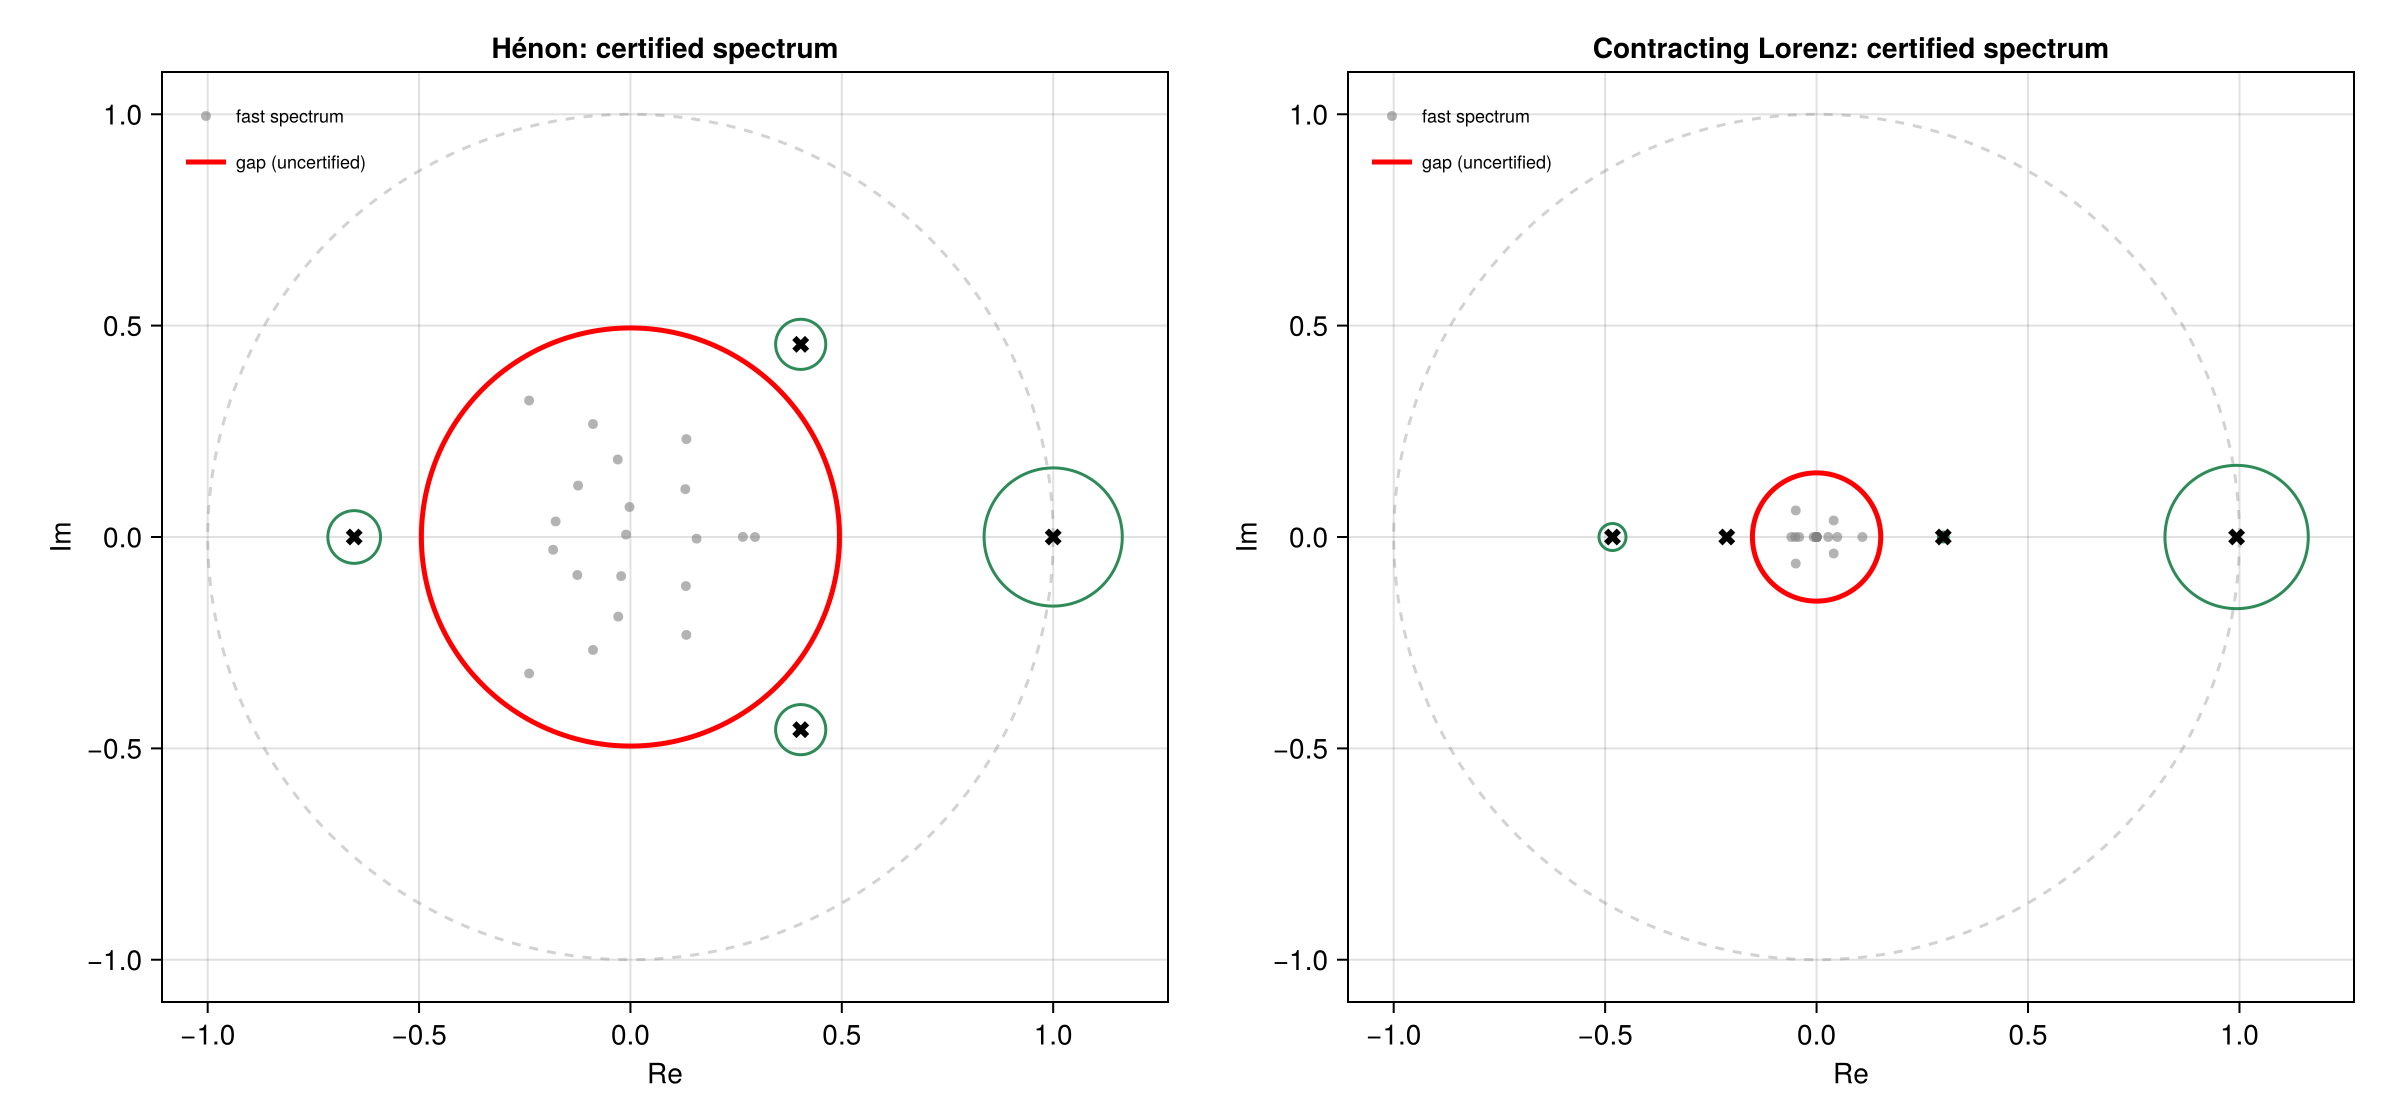 Hénon: certified spectrum
fast spectrum
gap (uncertified)
1.0
0.5
0.0
−0.5
−1.0
Im
−1.0 −0.5 0.0 0.5 1.0
Re
Contracting Lorenz: certified spectrum
fast spectrum
gap (uncertified)
1.0
0.5
0.0
−0.5
−1.0
Im
−1.0 −0.5 0.0 0.5 1.0
Re